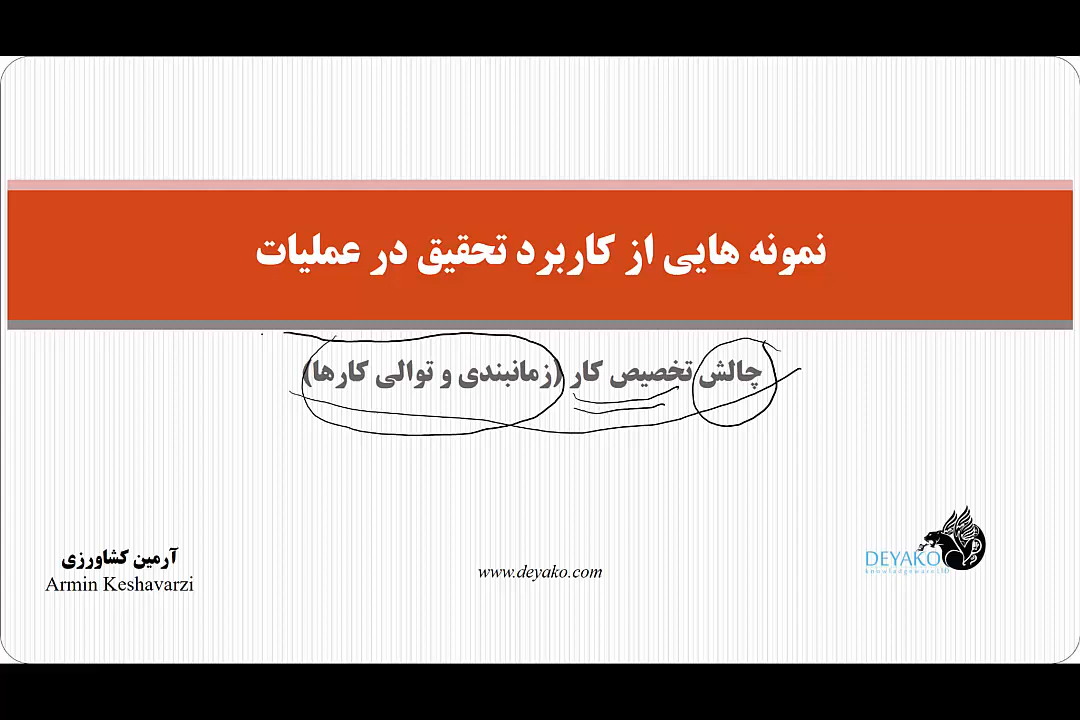 نمونه هایی از کاربرد تحقیق در عملیات
چالش تخصیص کار (زمانبندی و توالی کارها)
آرمین کشاورزی
Armin Keshavarzi
www.deyako.com
DEYAKO